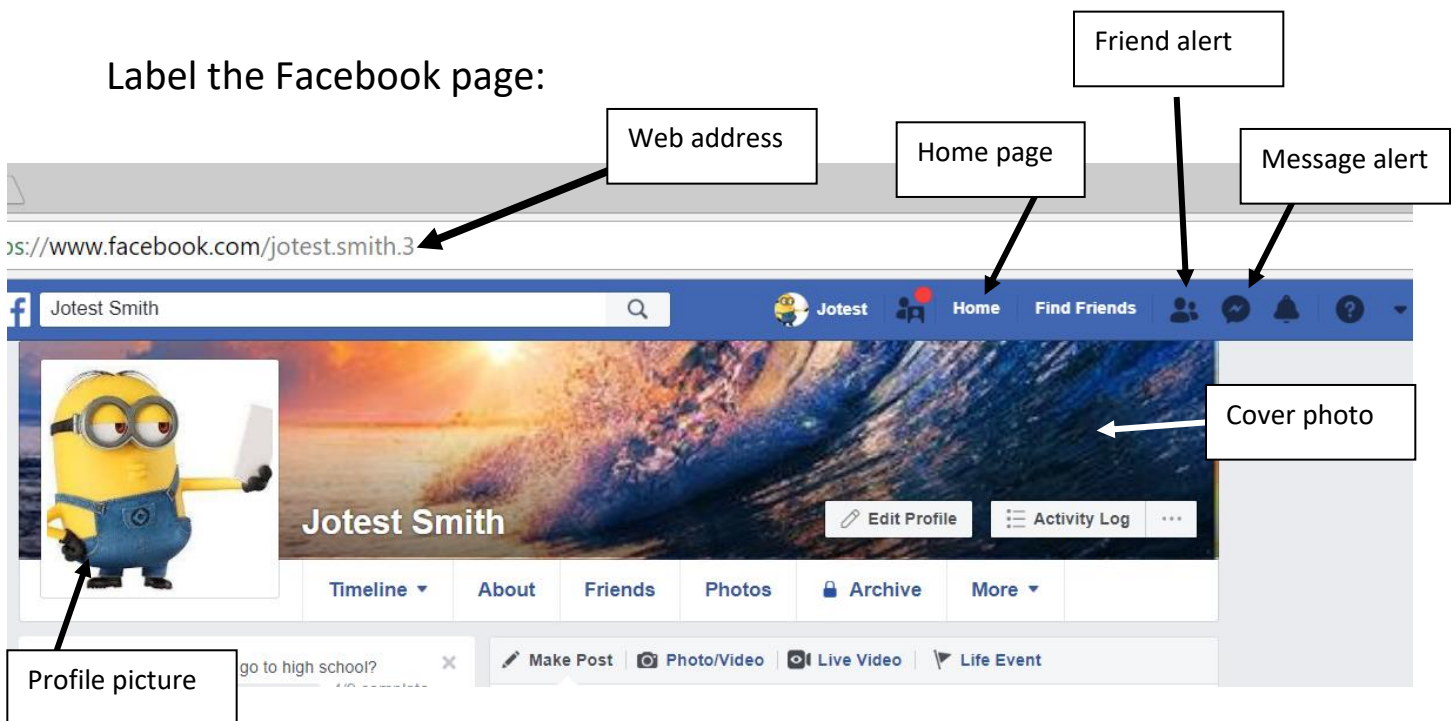 Friend alert
Label the Facebook page:
Web address
Home page
Message alert
ps://www.facebook.com/jotest.smith.3
f Jotest Smith Jotest Home Find Friends ?
Cover photo
Jotest Smith Edit Profile Activity Log ...
Timeline About Friends Photos Archive More
go to high school? Make Post Photo/Video Live Video Life Event
Profile picture